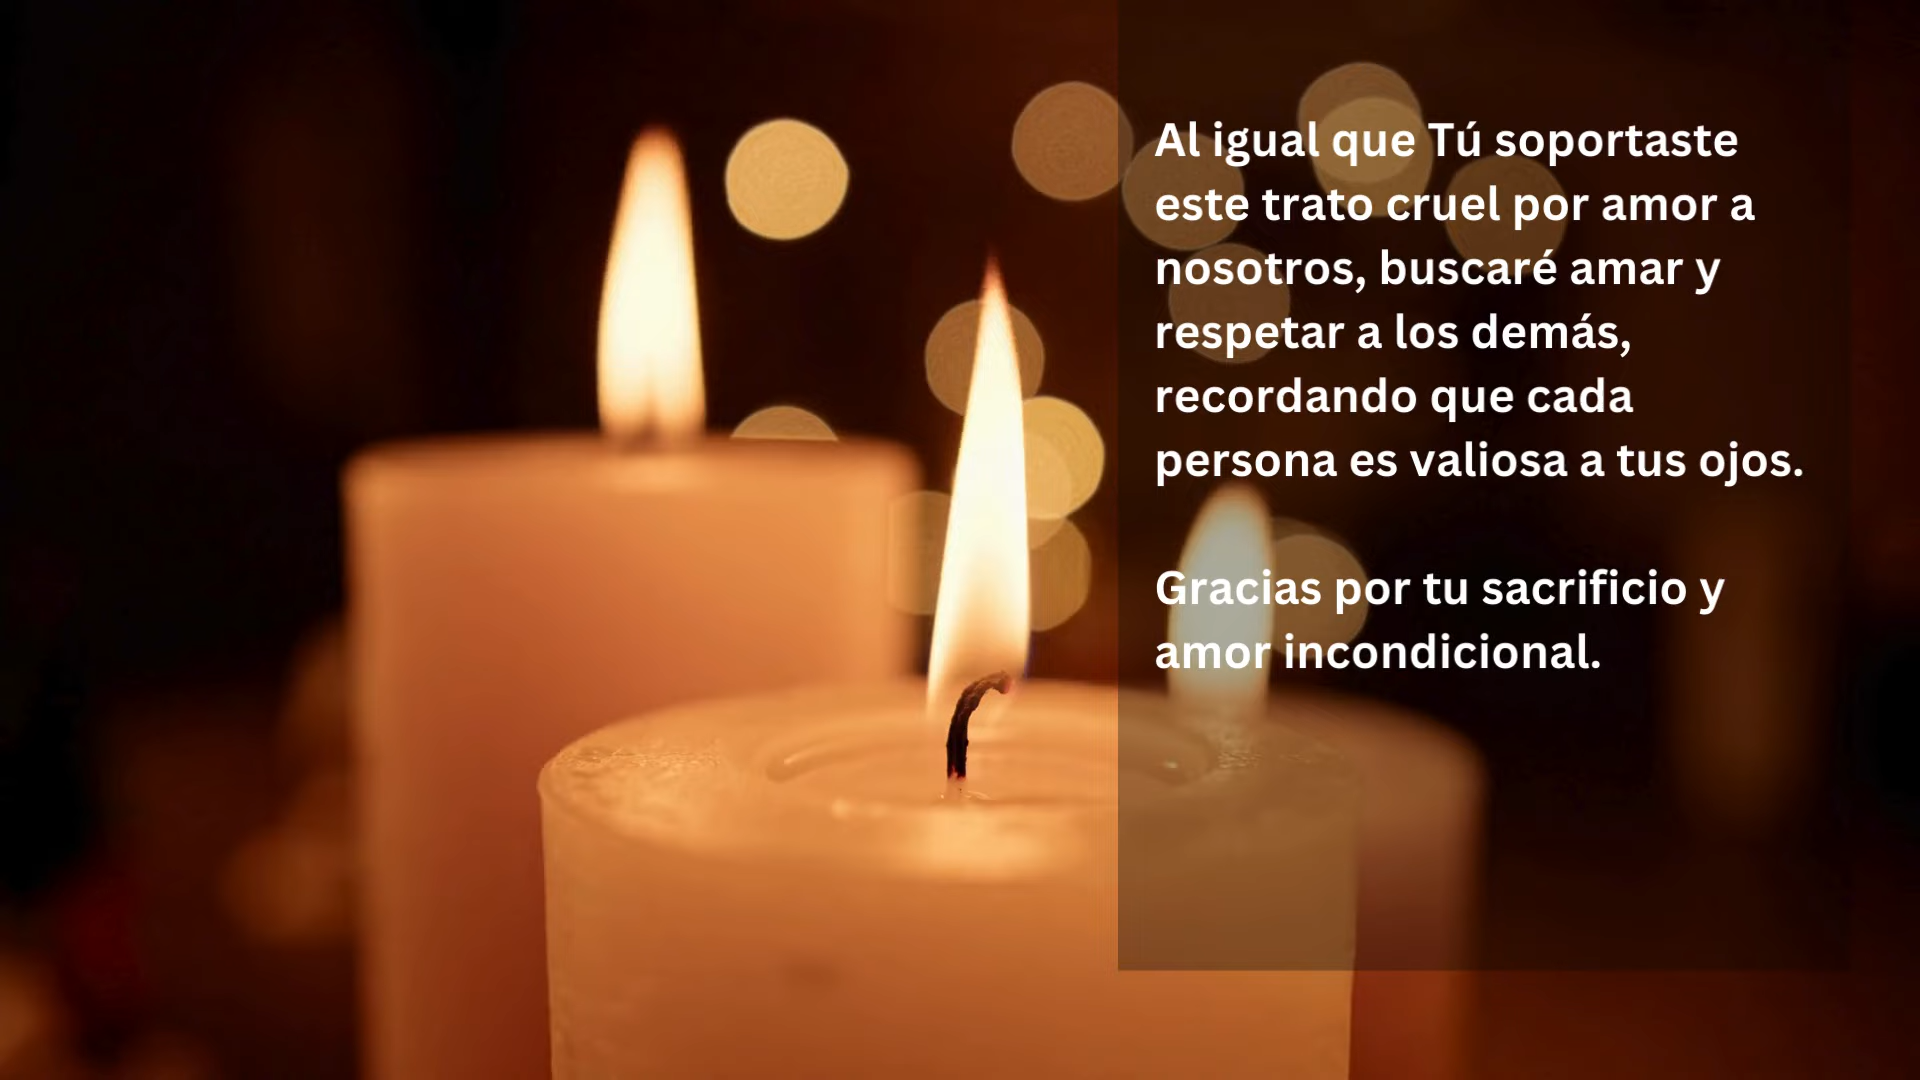 Al igual que Tú soportaste
este trato cruel por amor a
nosotros, buscaré amar y
respetar a los demás,
recordando que cada
persona es valiosa a tus ojos.
Gracias por tu sacrificio y
amor incondicional.